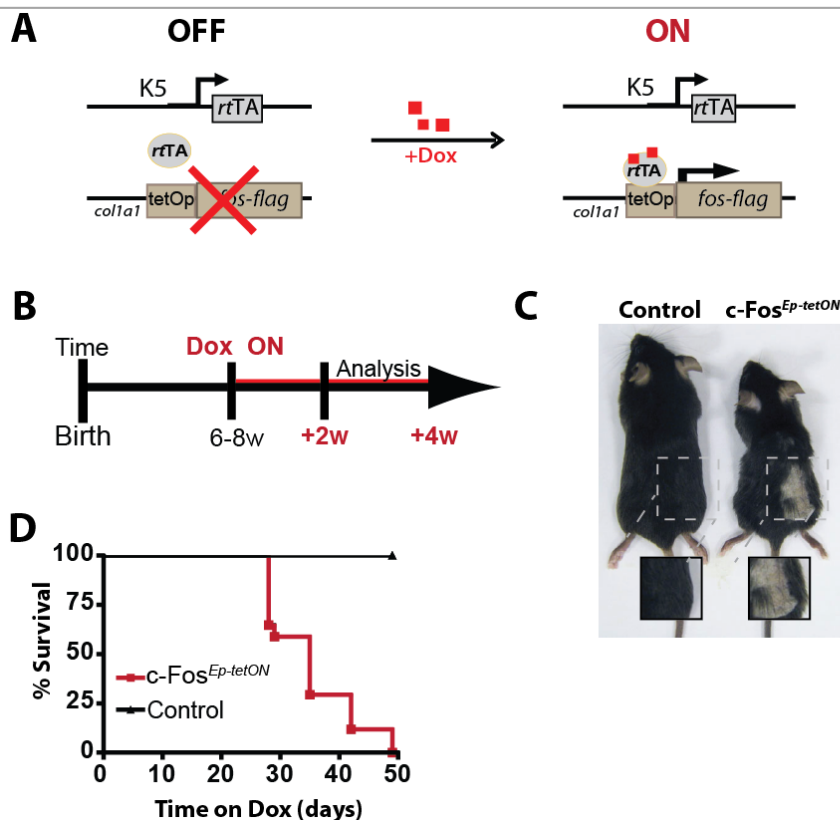 A
OFF
ON
K5
rtTA
rtTA
tetOp
fos-flag
col1a1
+Dox
K5
rtTA
rtTA
tetOp
fos-flag
col1a1
B
Time
Dox ON
Analysis
Birth
6-8w
+2w
+4w
C
Control
c-Fos^Ep-tetON
D
% Survival
100
75
50
25
0
c-Fos^Ep-tetON
Control
0 10 20 30 40 50
Time on Dox (days)